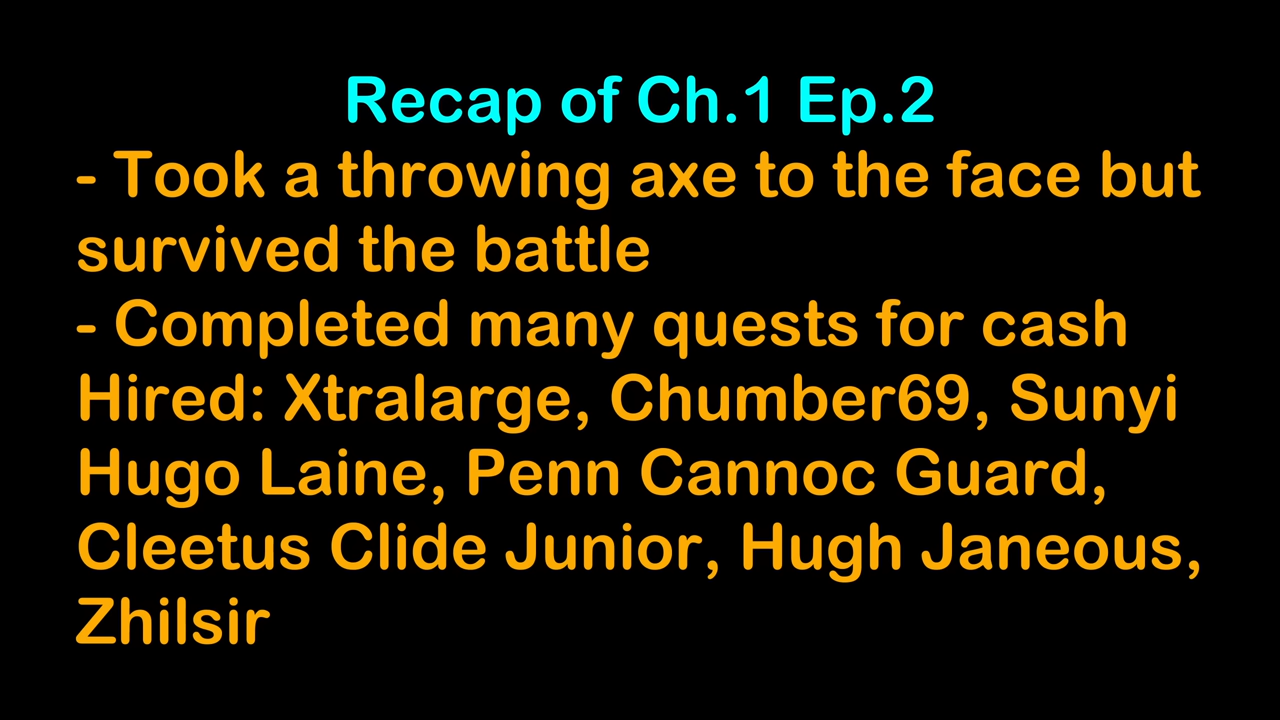 Recap of Ch.1 Ep.2
- Took a throwing axe to the face but
survived the battle
- Completed many quests for cash
Hired: Xtralarge, Chumber69, Sunyi
Hugo Laine, Penn Cannoc Guard,
Cleetus Clide Junior, Hugh Janeous,
Zhilsir